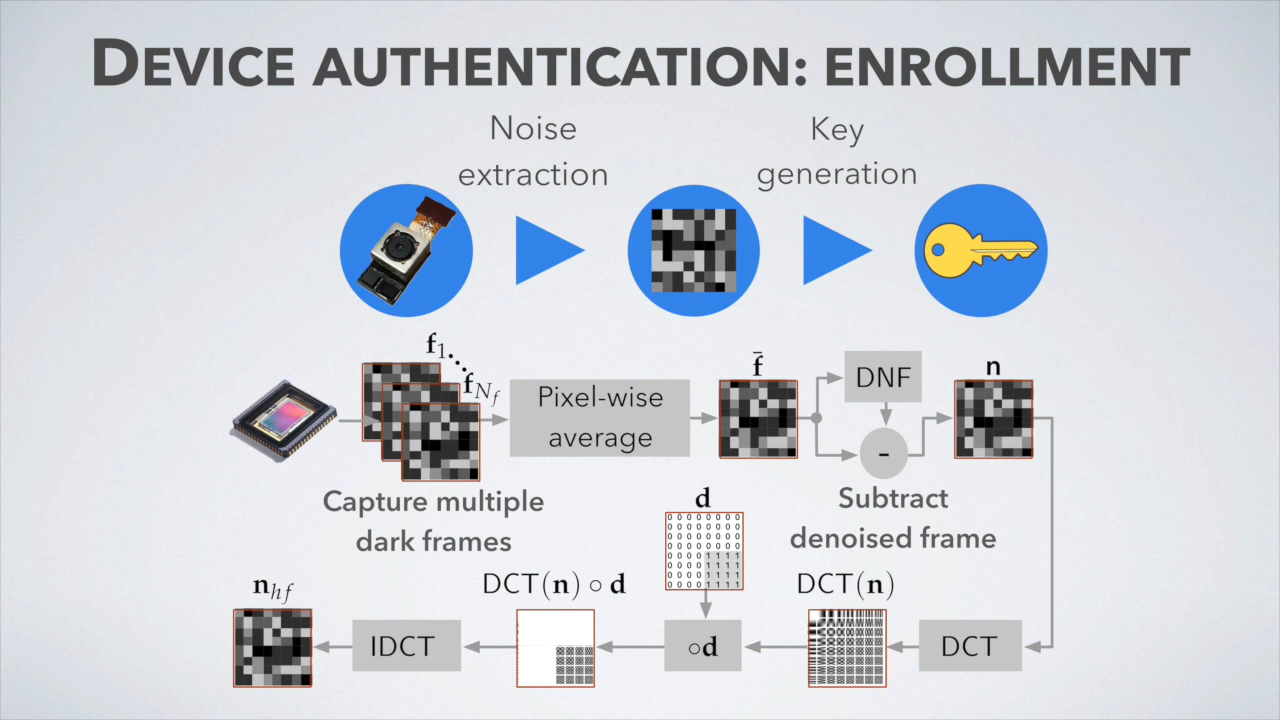 DEVICE AUTHENTICATION: ENROLLMENT
Noise
extraction
Key
generation
f1
fNf
Pixel-wise
average
f̄
DNF
-
n
Capture multiple
dark frames
Subtract
denoised frame
d
0 0 0 0 0 0 0 0
0 0 0 0 0 0 0 0
0 0 0 0 0 0 0 0
0 0 0 0 0 0 0 0
0 0 0 0 1 1 1 1
0 0 0 0 1 1 1 1
0 0 0 0 1 1 1 1
0 0 0 0 1 1 1 1
nhf
DCT(n) ∘ d
DCT(n)
IDCT
∘d
DCT